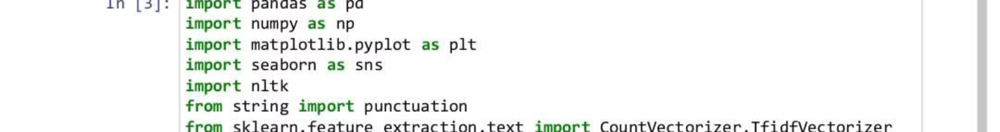 In [3]: import pandas as pd
import numpy as np
import matplotlib.pyplot as plt
import seaborn as sns
import nltk
from string import punctuation
from sklearn.feature_extraction.text import CountVectorizer,TfidfVectorizer